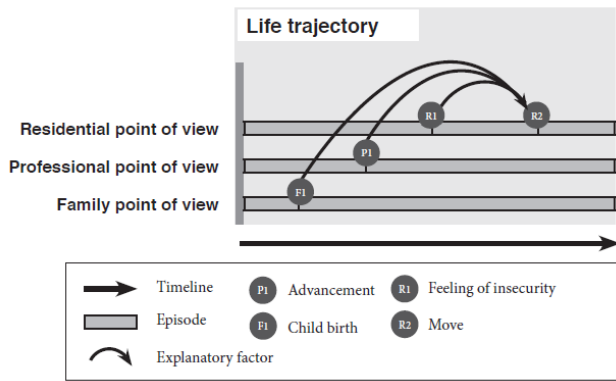 Life trajectory
R1
R2
Residential point of view
P1
Professional point of view
F1
Family point of view
Timeline
P1
Advancement
R1
Feeling of insecurity
Episode
F1
Child birth
R2
Move
Explanatory factor